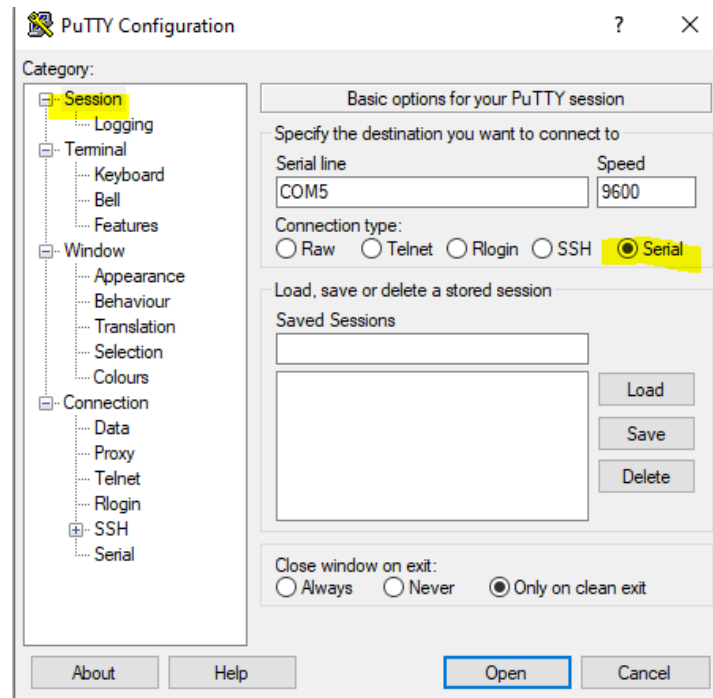 PuTTY Configuration ?
Category:
Session
Logging
Terminal
Keyboard
Bell
Features
Window
Appearance
Behaviour
Translation
Selection
Colours
Connection
Data
Proxy
Telnet
Rlogin
SSH
Serial
Basic options for your PuTTY session
Specify the destination you want to connect to
Serial line Speed
COM5 9600
Connection type:
Raw Telnet Rlogin SSH Serial
Load, save or delete a stored session
Saved Sessions
Load
Save
Delete
Close window on exit:
Always Never Only on clean exit
About Help Open Cancel